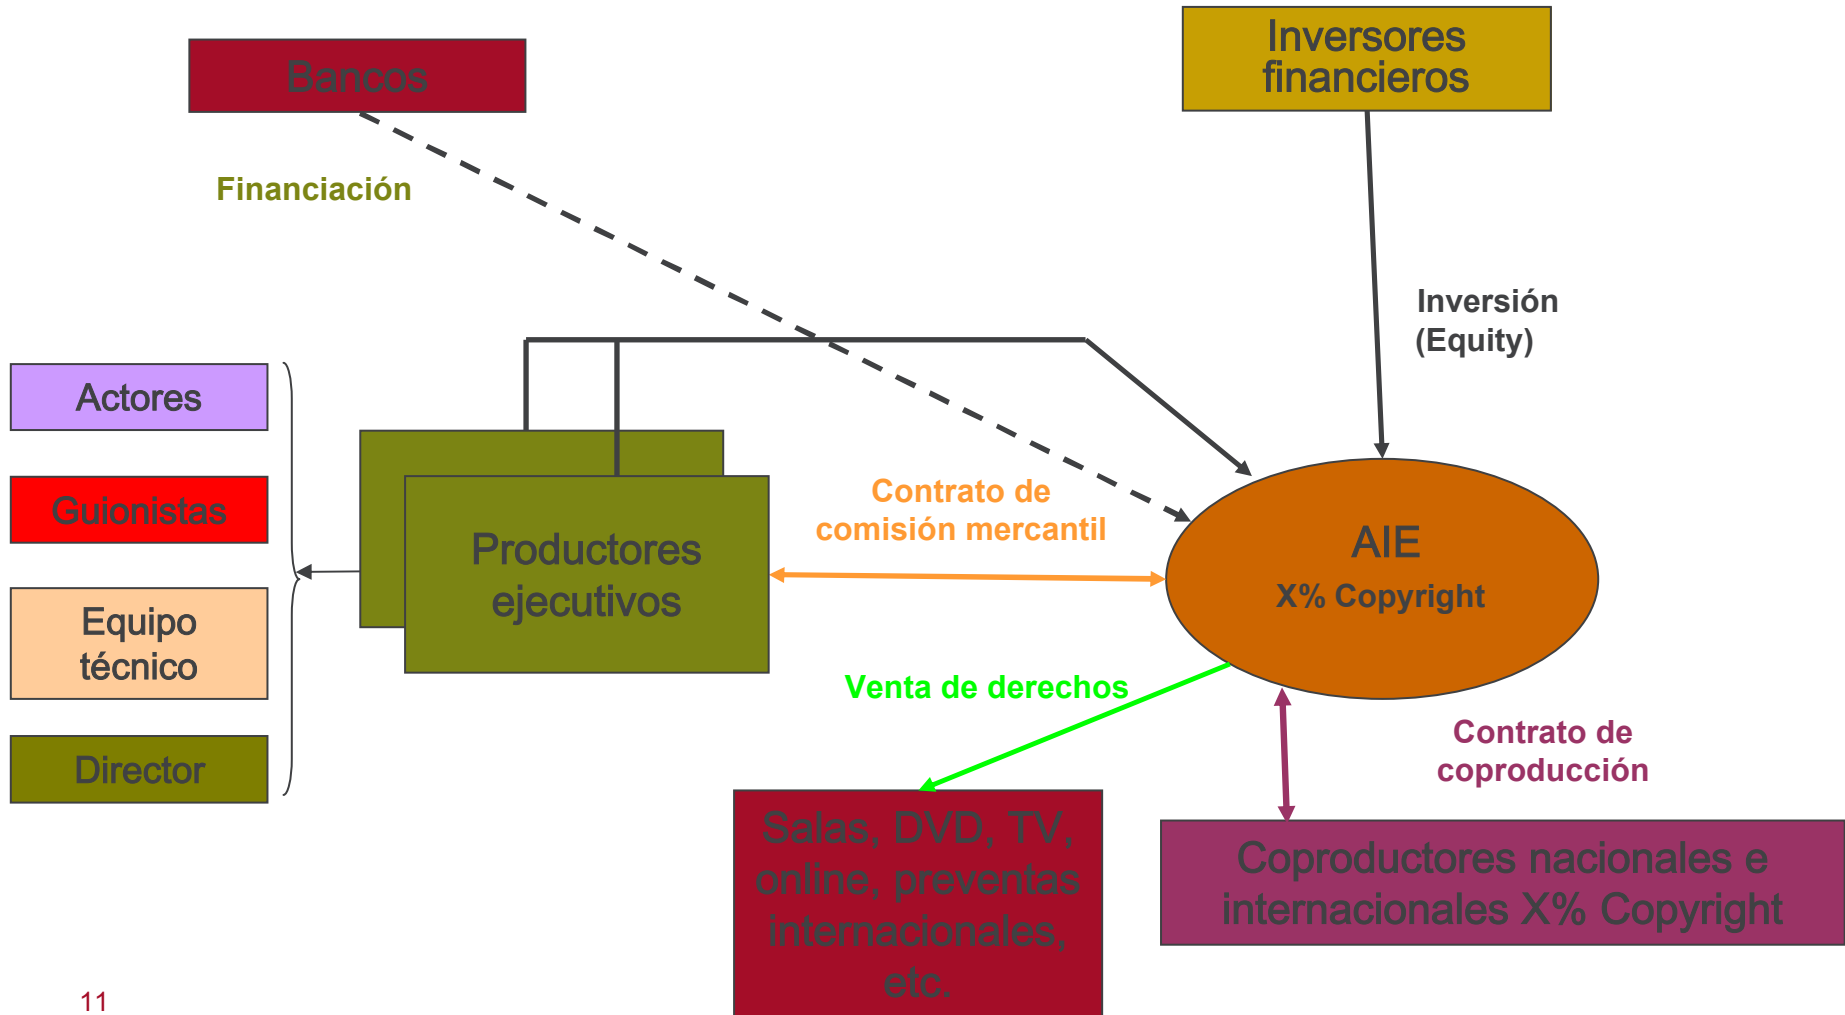 Inversores
financieros
Bancos
Financiación
Inversión
(Equity)
Actores
Guionistas
Equipo
técnico
Director
Productores
ejecutivos
Contrato de
comisión mercantil
AIE
X% Copyright
Venta de derechos
Contrato de
coproducción
Salas, DVD, TV,
online, preventas
internacionales,
etc.
Coproductores nacionales e
internacionales X% Copyright
11